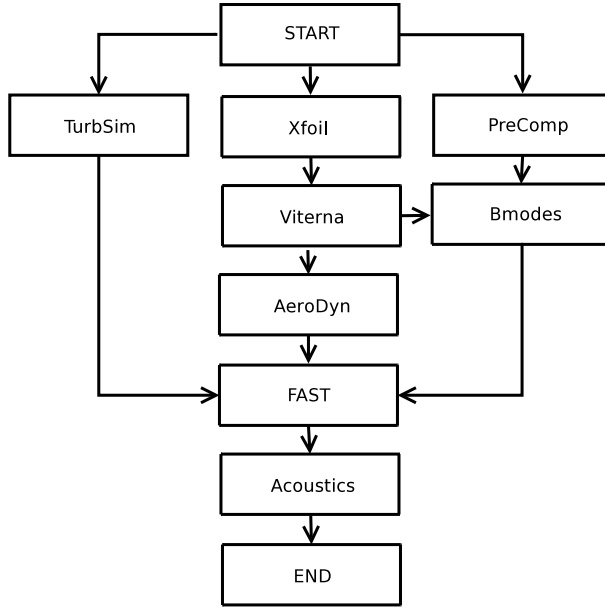 START
TurbSim
Xfoil
PreComp
Viterna
Bmodes
AeroDyn
FAST
Acoustics
END